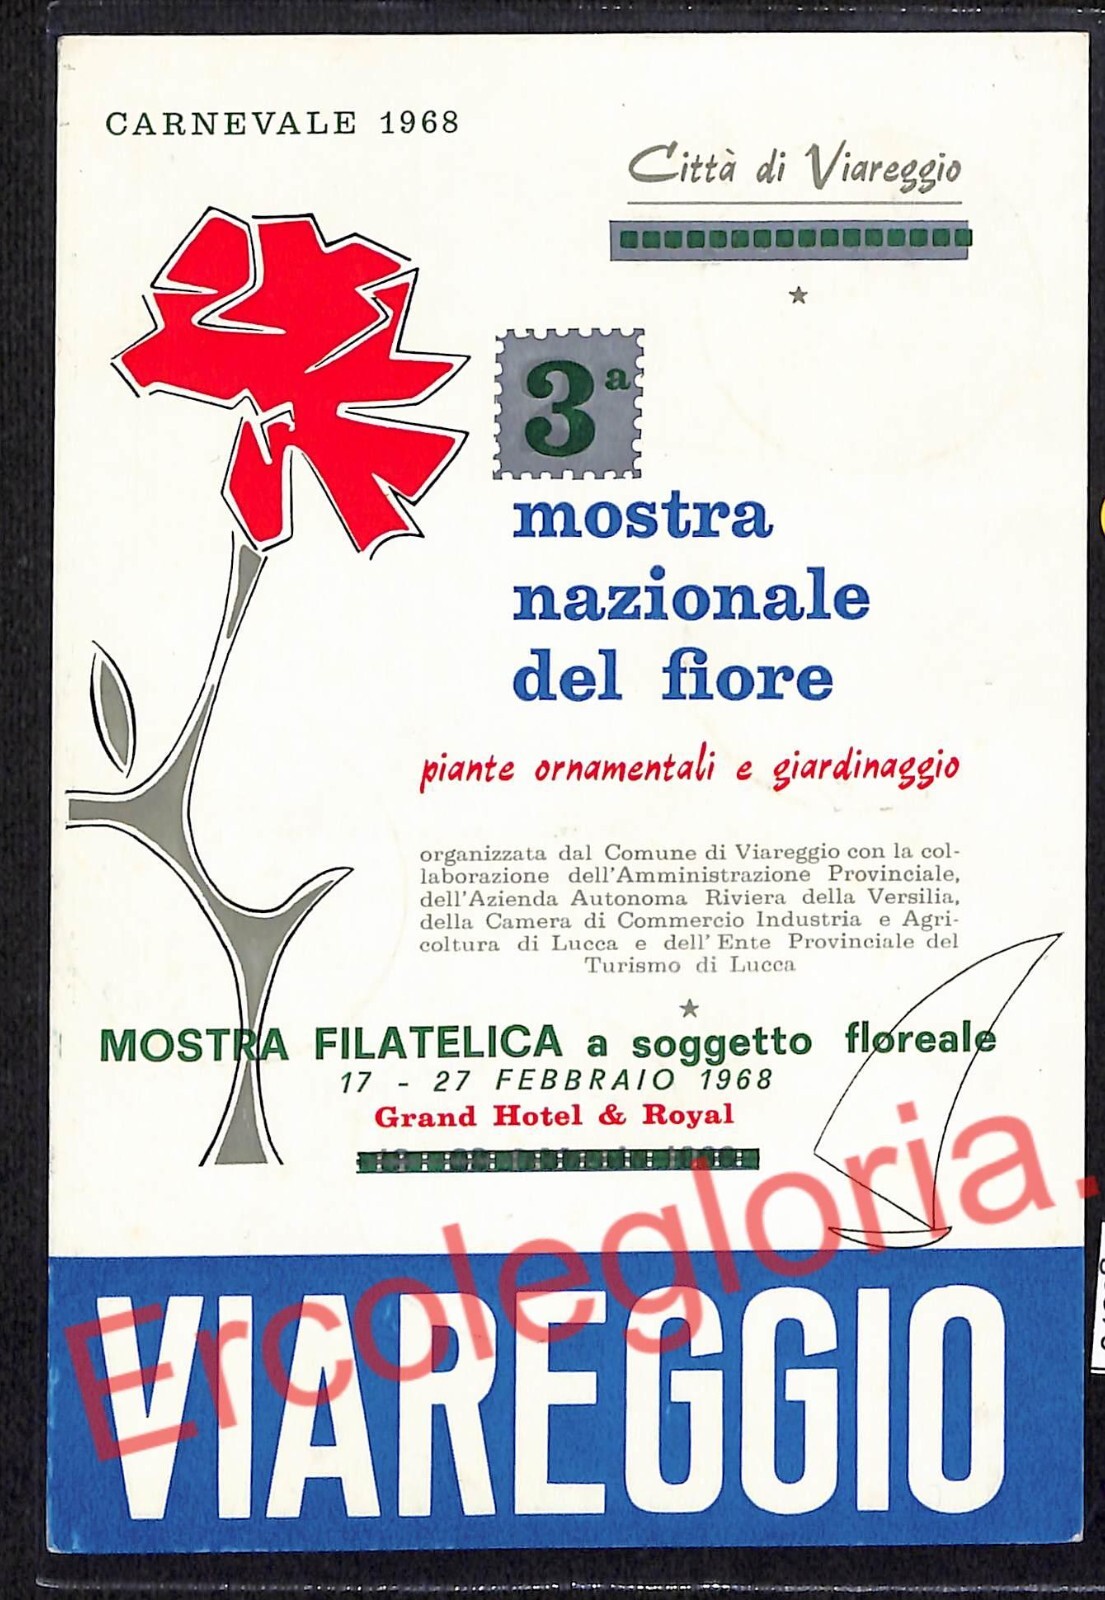 CARNEVALE 1968
Città di Viareggio
3a
mostra
nazionale
del fiore
piante ornamentali e giardinaggio
organizzata dal Comune di Viareggio con la col-
laborazione dell'Amministrazione Provinciale,
dell'Azienda Autonoma Riviera della Versilia,
della Camera di Commercio Industria e Agri-
coltura di Lucca e dell'Ente Provinciale del
Turismo di Lucca
MOSTRA FILATELICA a soggetto floreale
17 - 27 FEBBRAIO 1968
Grand Hotel & Royal
VIAREGGIO
Ercolegloria.